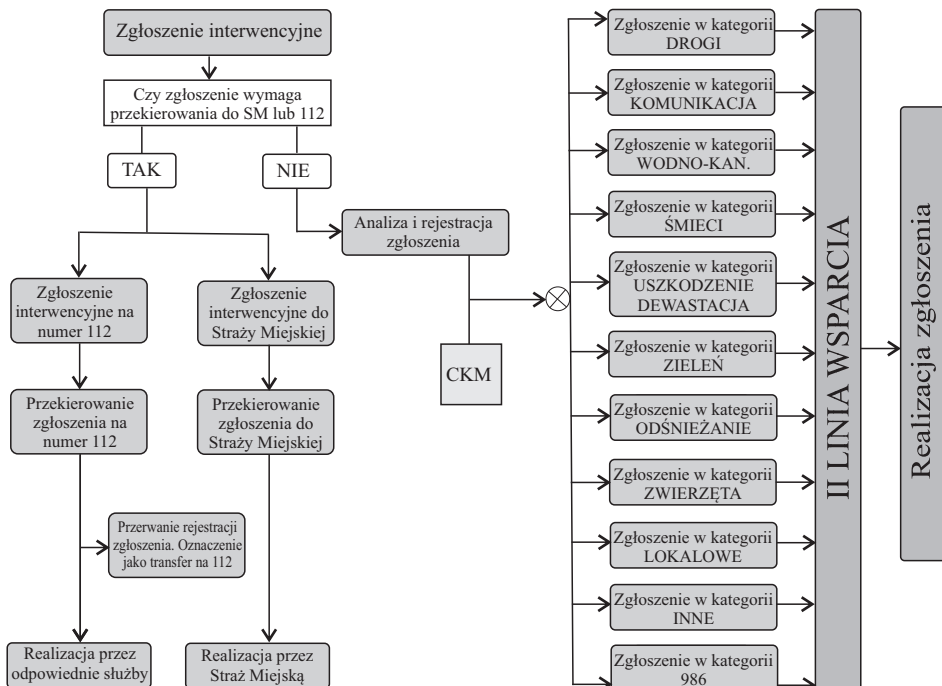 Zgłoszenie interwencyjne
Czy zgłoszenie wymaga
przekierowania do SM lub 112
TAK
NIE
Analiza i rejestracja
zgłoszenia
CKM
Zgłoszenie
interwencyjne na
numer 112
Zgłoszenie
interwencyjne do
Straży Miejskiej
Przekierowanie
zgłoszenia na
numer 112
Przekierowanie
zgłoszenia do
Straży Miejskiej
Przerwanie rejestracji
zgłoszenia. Oznaczenie
jako transfer na 112
Realizacja przez
odpowiednie służby
Realizacja przez
Straż Miejską
Zgłoszenie w kategorii
DROGI
Zgłoszenie w kategorii
KOMUNIKACJA
Zgłoszenie w kategorii
WODNO-KAN.
Zgłoszenie w kategorii
ŚMIECI
Zgłoszenie w kategorii
USZKODZENIE
DEWASTACJA
Zgłoszenie w kategorii
ZIELEŃ
Zgłoszenie w kategorii
ODŚNIEŻANIE
Zgłoszenie w kategorii
ZWIERZĘTA
Zgłoszenie w kategorii
LOKALOWE
Zgłoszenie w kategorii
INNE
Zgłoszenie w kategorii
986
II LINIA WSPARCIA
Realizacja zgłoszenia